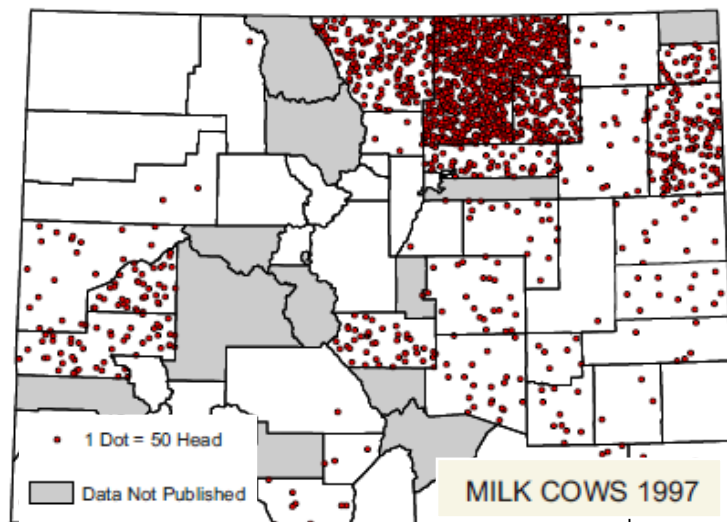 1 Dot = 50 Head
Data Not Published
MILK COWS 1997